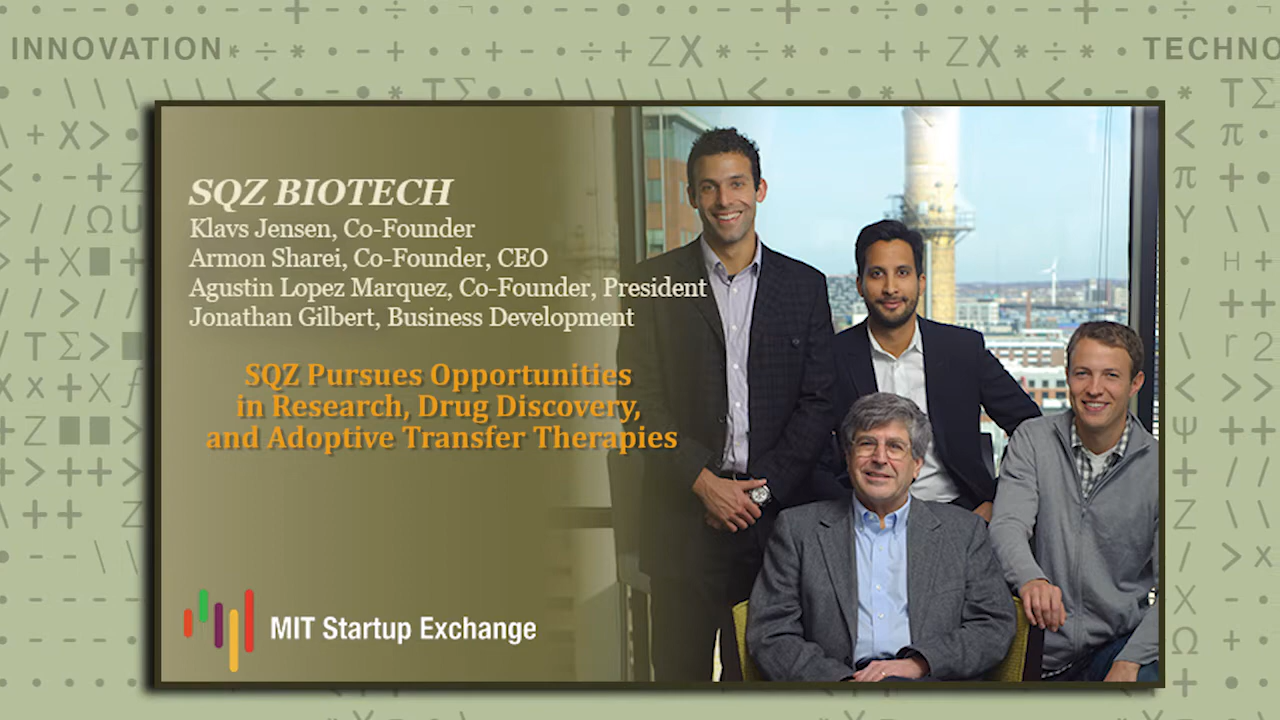 INNOVATION
TECHNO
SQZ BIOTECH
Klavs Jensen, Co-Founder
Armon Sharei, Co-Founder, CEO
Agustin Lopez Marquez, Co-Founder, President
Jonathan Gilbert, Business Development
SQZ Pursues Opportunities
in Research, Drug Discovery,
and Adoptive Transfer Therapies
MIT Startup Exchange